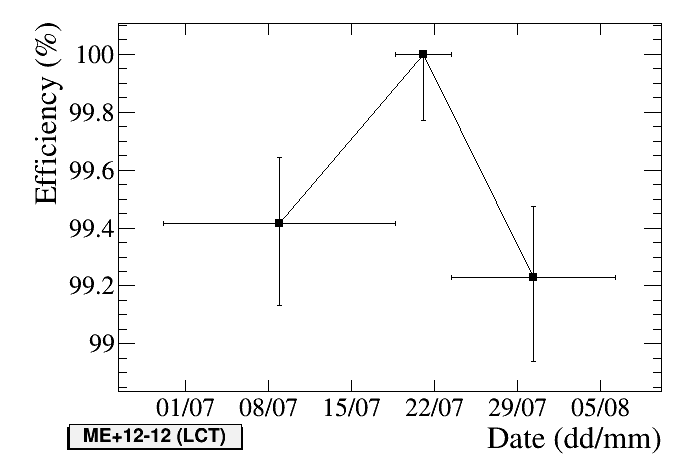 Efficiency (%)
100
99.8
99.6
99.4
99.2
99
01/07 08/07 15/07 22/07 29/07 05/08
ME+12-12 (LCT)
Date (dd/mm)